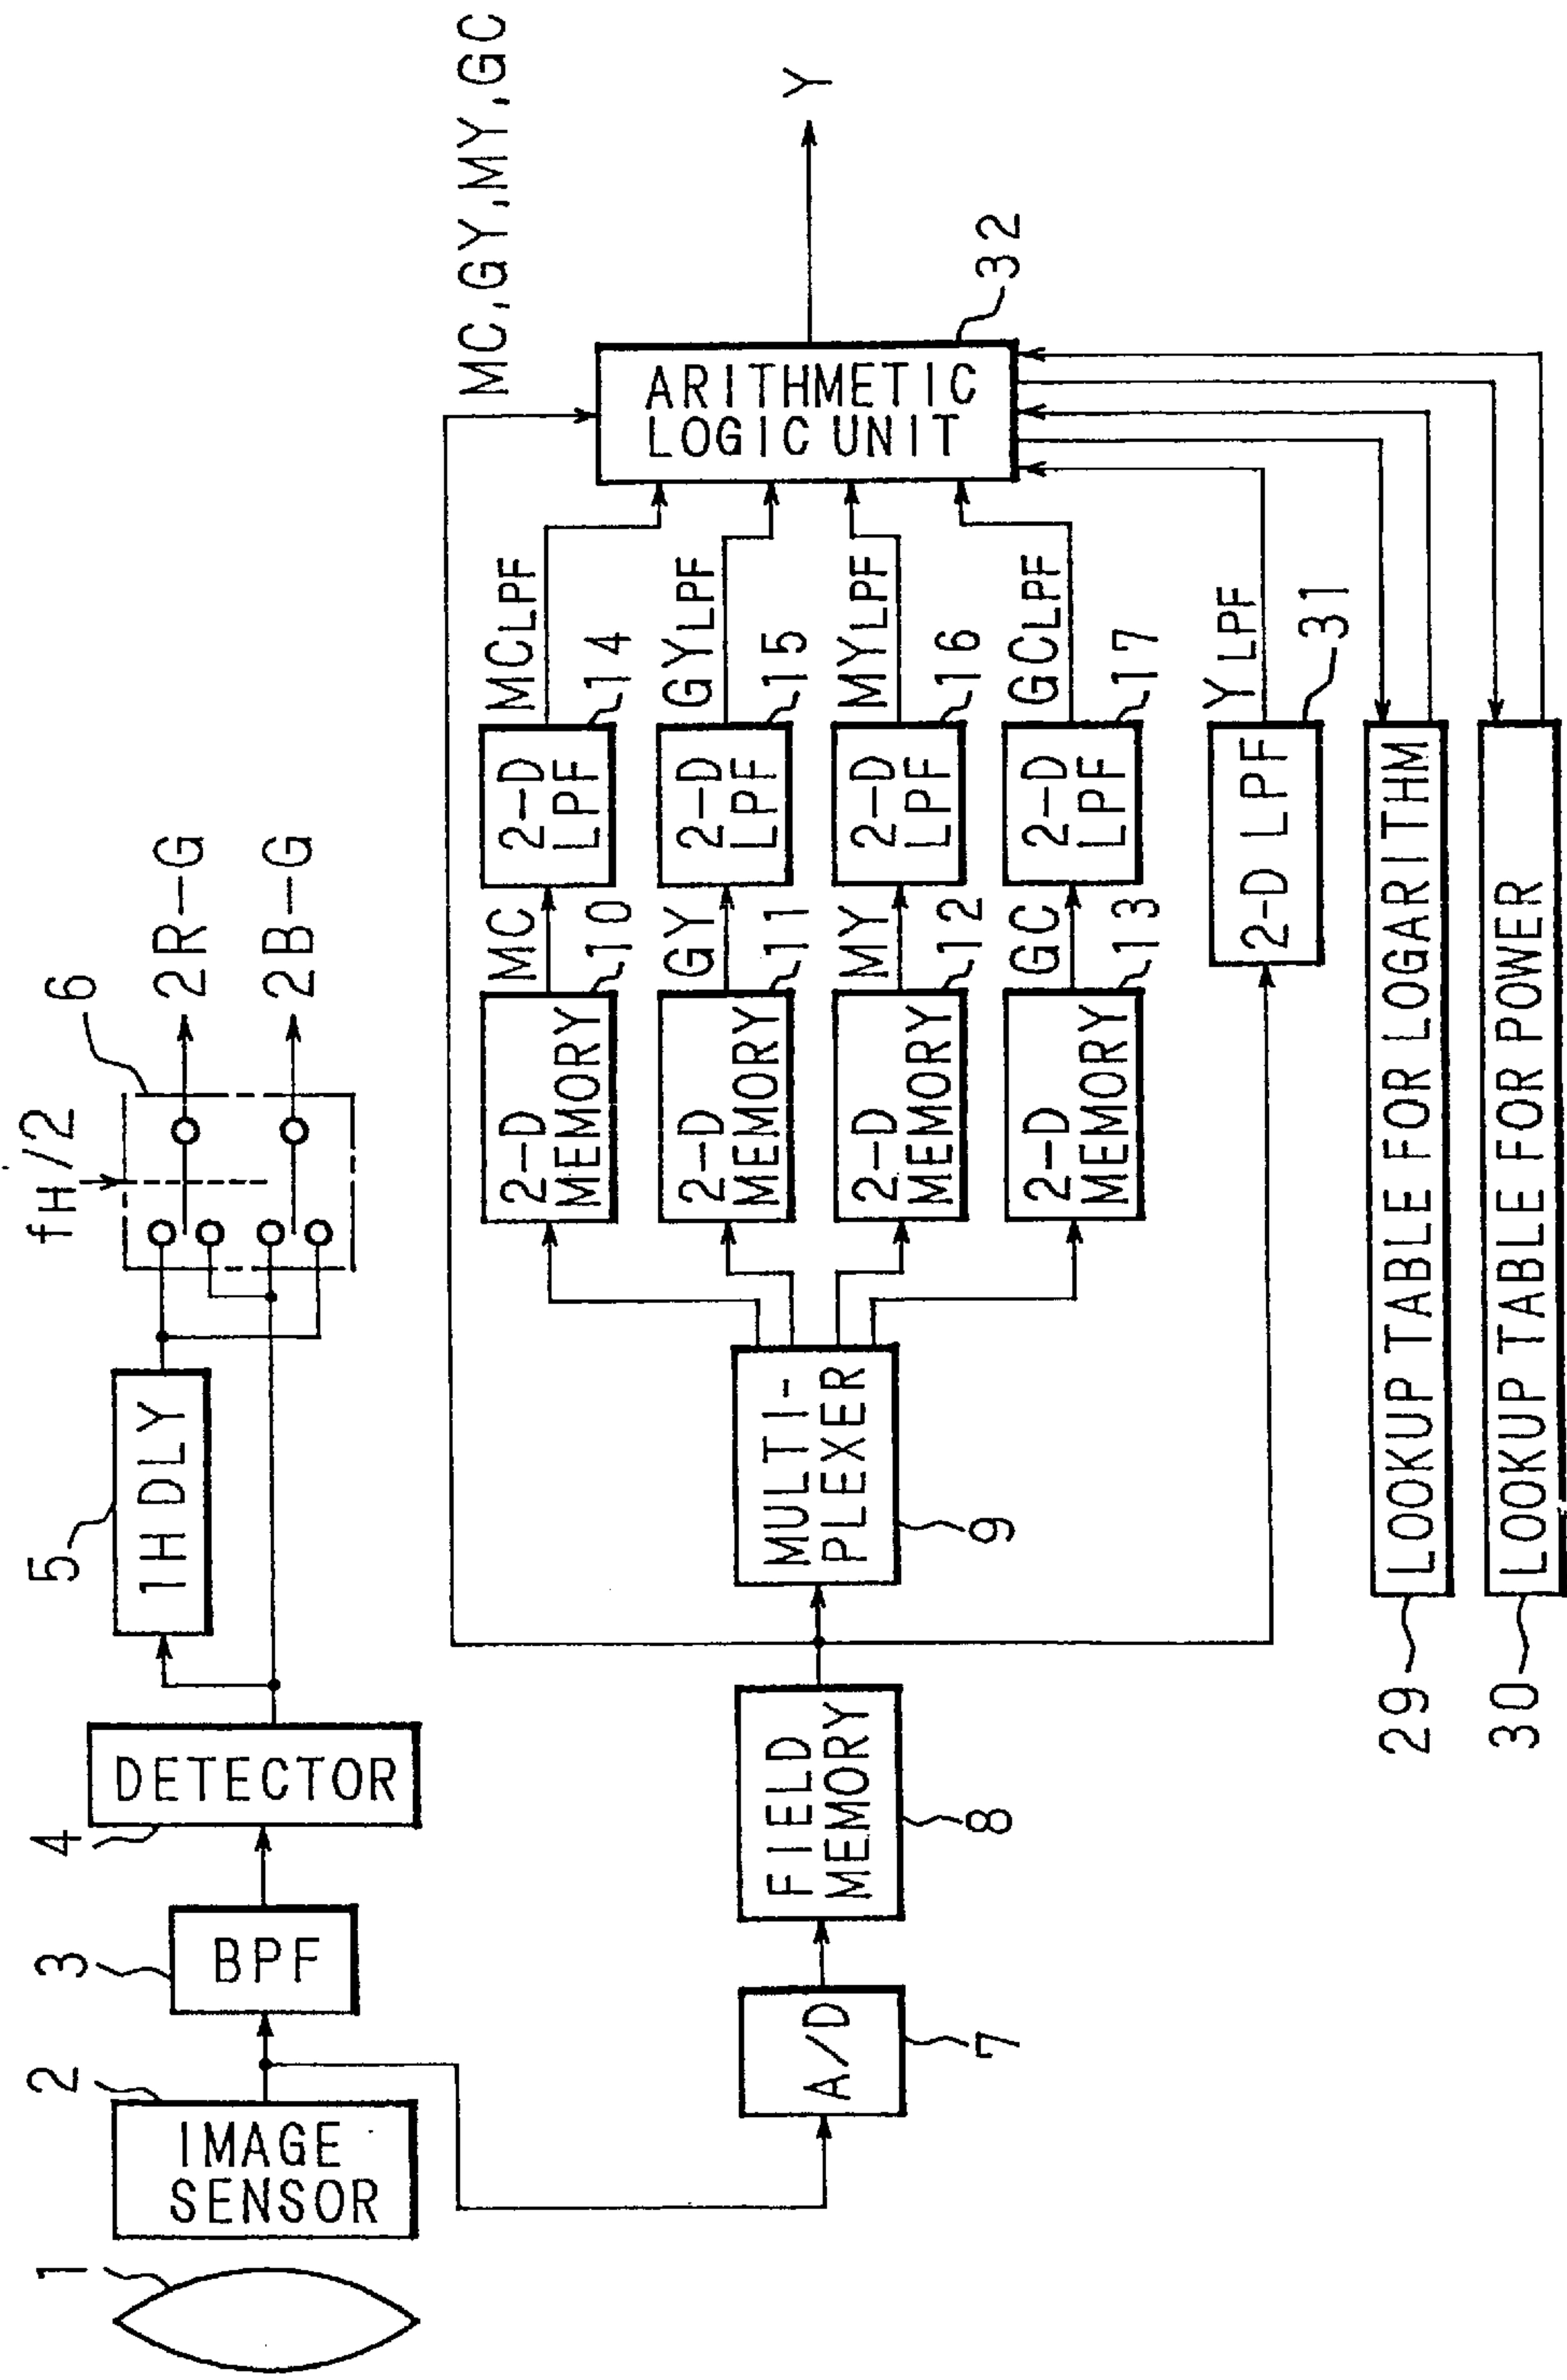 1
2
IMAGE
SENSOR
3
BPF
4
DETECTOR
5
1HDLY
fH/2
6
2R-G
2B-G
7
A/D
8
FIELD
MEMORY
9
MULTI-
PLEXER
MC,GY,MY,GC
2-D
MEMORY
10
MC
2-D
LPF
14
MCLPF
2-D
MEMORY
11
GY
2-D
LPF
15
GYLPF
2-D
MEMORY
12
MY
2-D
LPF
16
MYLPF
2-D
MEMORY
13
GC
2-D
LPF
17
GCLPF
ARITHMETIC
LOGIC UNIT
32
Y
2-D LPF
31
YLPF
29
LOOKUP TABLE FOR LOGARITHM
30
LOOKUP TABLE FOR POWER